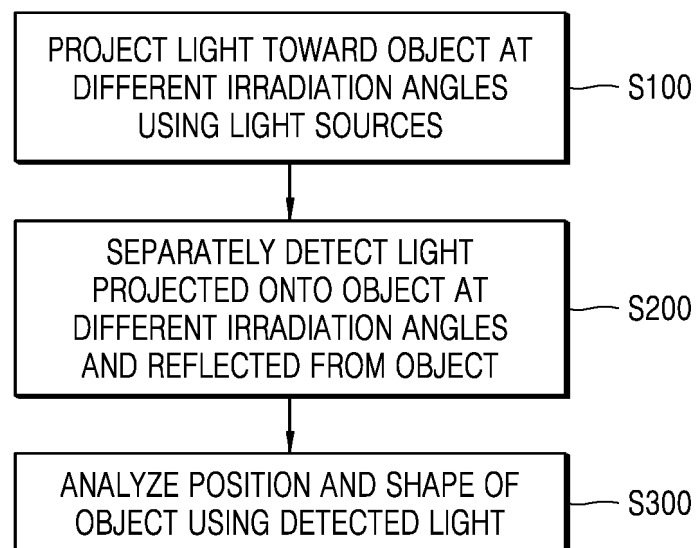 PROJECT LIGHT TOWARD OBJECT AT
DIFFERENT IRRADIATION ANGLES
USING LIGHT SOURCES
S100
SEPARATELY DETECT LIGHT
PROJECTED ONTO OBJECT AT
DIFFERENT IRRADIATION ANGLES
AND REFLECTED FROM OBJECT
S200
ANALYZE POSITION AND SHAPE OF
OBJECT USING DETECTED LIGHT
S300